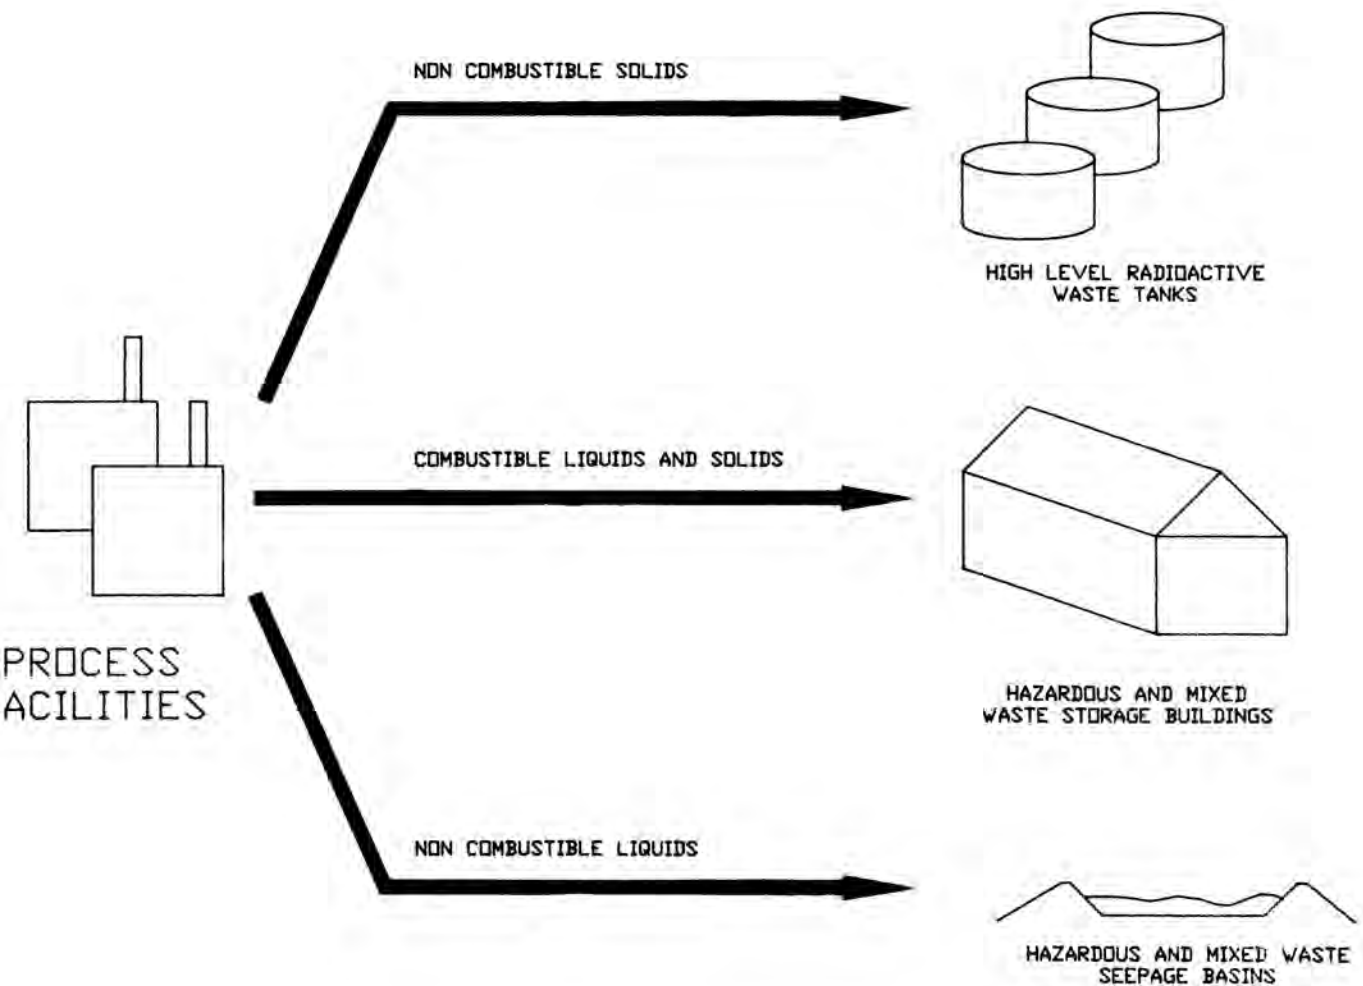 NON COMBUSTIBLE SOLIDS
HIGH LEVEL RADIOACTIVE
WASTE TANKS
COMBUSTIBLE LIQUIDS AND SOLIDS
PROCESS
ACILITIES
HAZARDOUS AND MIXED
WASTE STORAGE BUILDINGS
NON COMBUSTIBLE LIQUIDS
HAZARDOUS AND MIXED WASTE
SEEPAGE BASINS